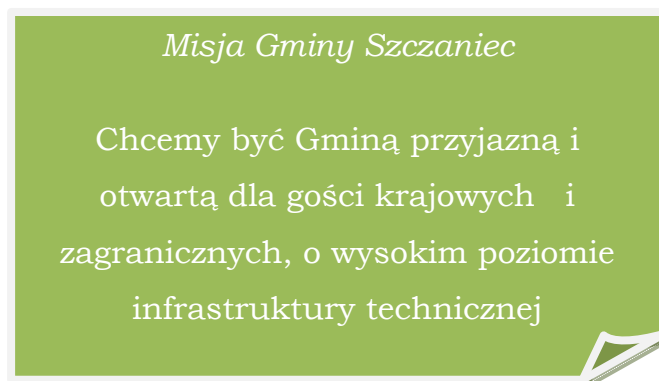 Misja Gminy Szczaniec
Chcemy być Gminą przyjazną i
otwartą dla gości krajowych i
zagranicznych, o wysokim poziomie
infrastruktury technicznej